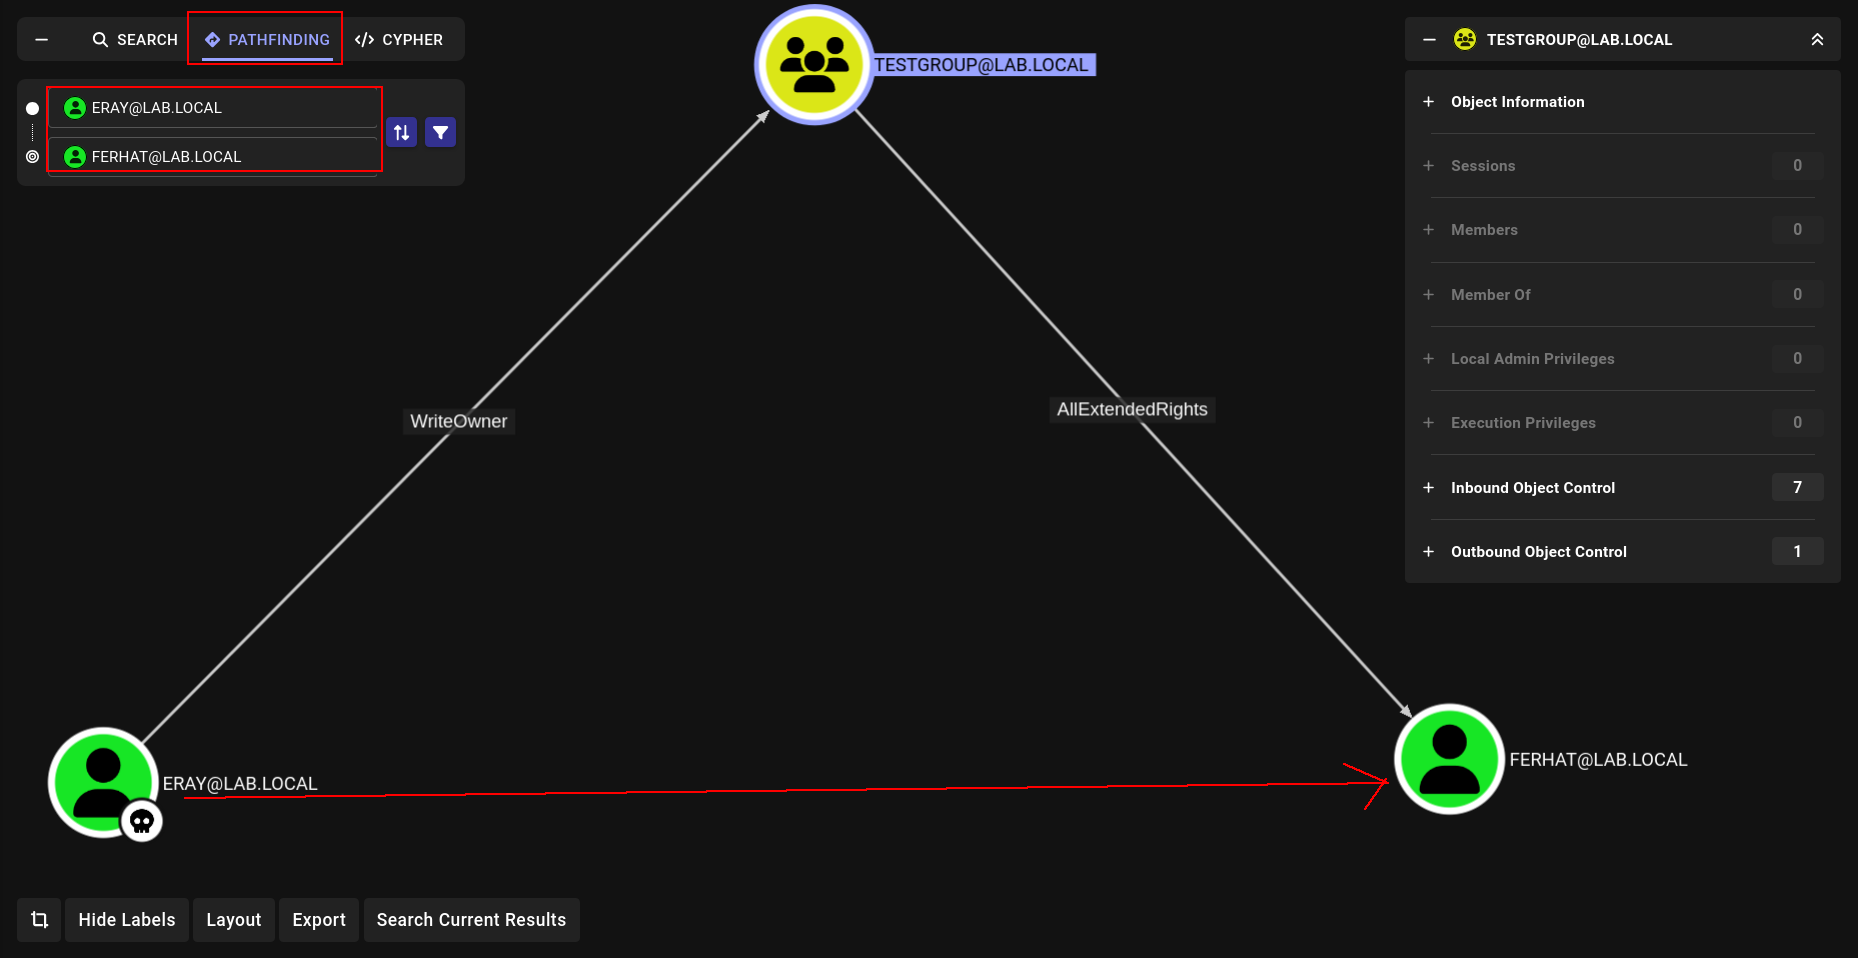 SEARCH
PATHFINDING
CYPHER
ERAY@LAB.LOCAL
FERHAT@LAB.LOCAL
TESTGROUP@LAB.LOCAL
WriteOwner
AllExtendedRights
ERAY@LAB.LOCAL
FERHAT@LAB.LOCAL
TESTGROUP@LAB.LOCAL
Object Information
Sessions 0
Members 0
Member Of 0
Local Admin Privileges 0
Execution Privileges 0
Inbound Object Control 7
Outbound Object Control 1
Hide Labels
Layout
Export
Search Current Results